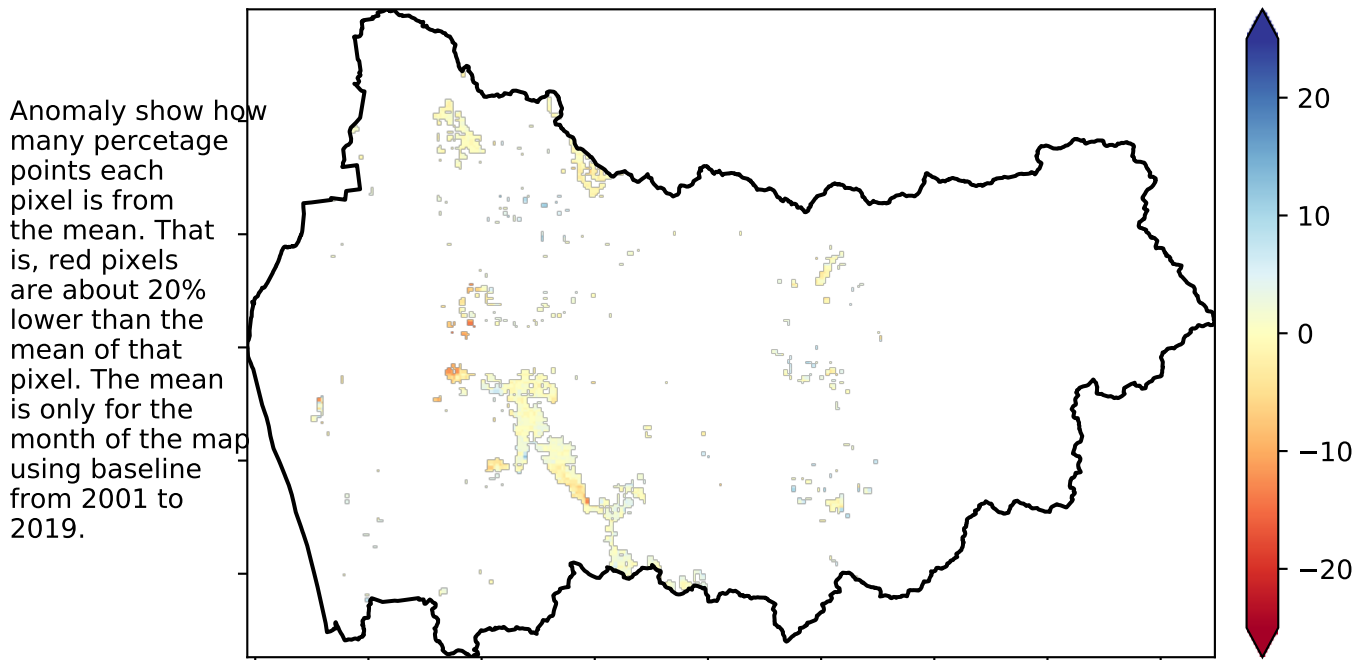 Anomaly show how
many percetage
points each
pixel is from
the mean. That
is, red pixels
are about 20%
lower than the
mean of that
pixel. The mean
is only for the
month of the map
using baseline
from 2001 to
2019.
20
10
0
−10
−20